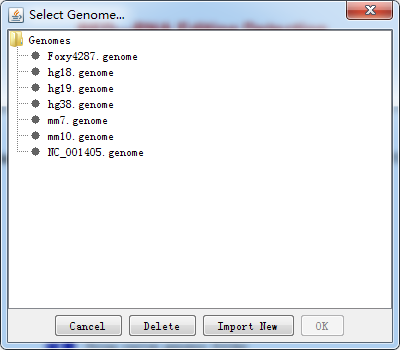 Select Genome...
Genomes
Foxy4287.genome
hg18.genome
hg19.genome
hg38.genome
mm7.genome
mm10.genome
NC_001405.genome
Cancel
Delete
Import New
OK